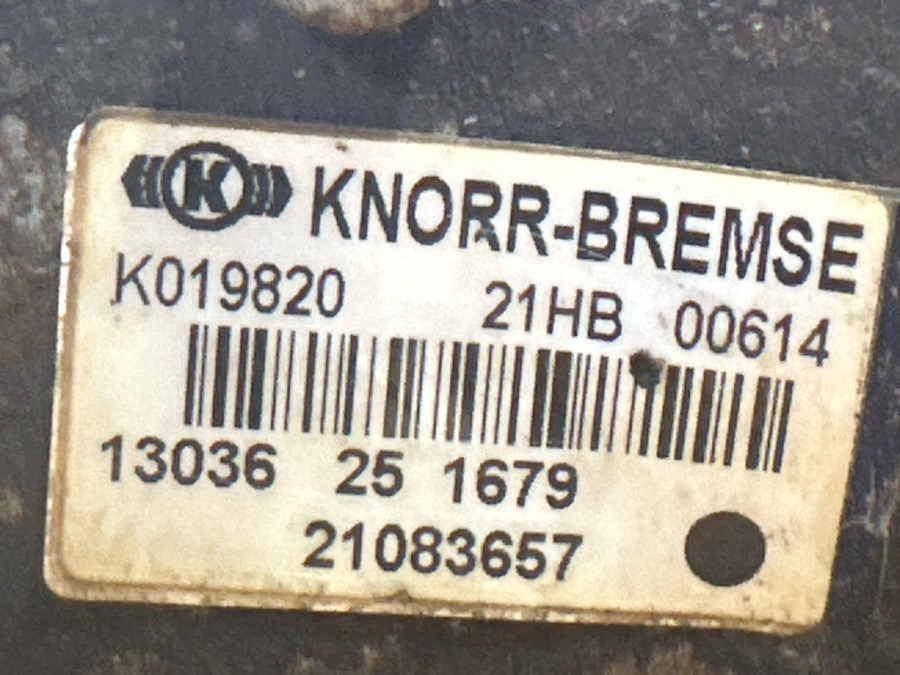 K KNORR-BREMSE
K019820 21HB 00614
13036 25 1679
21083657